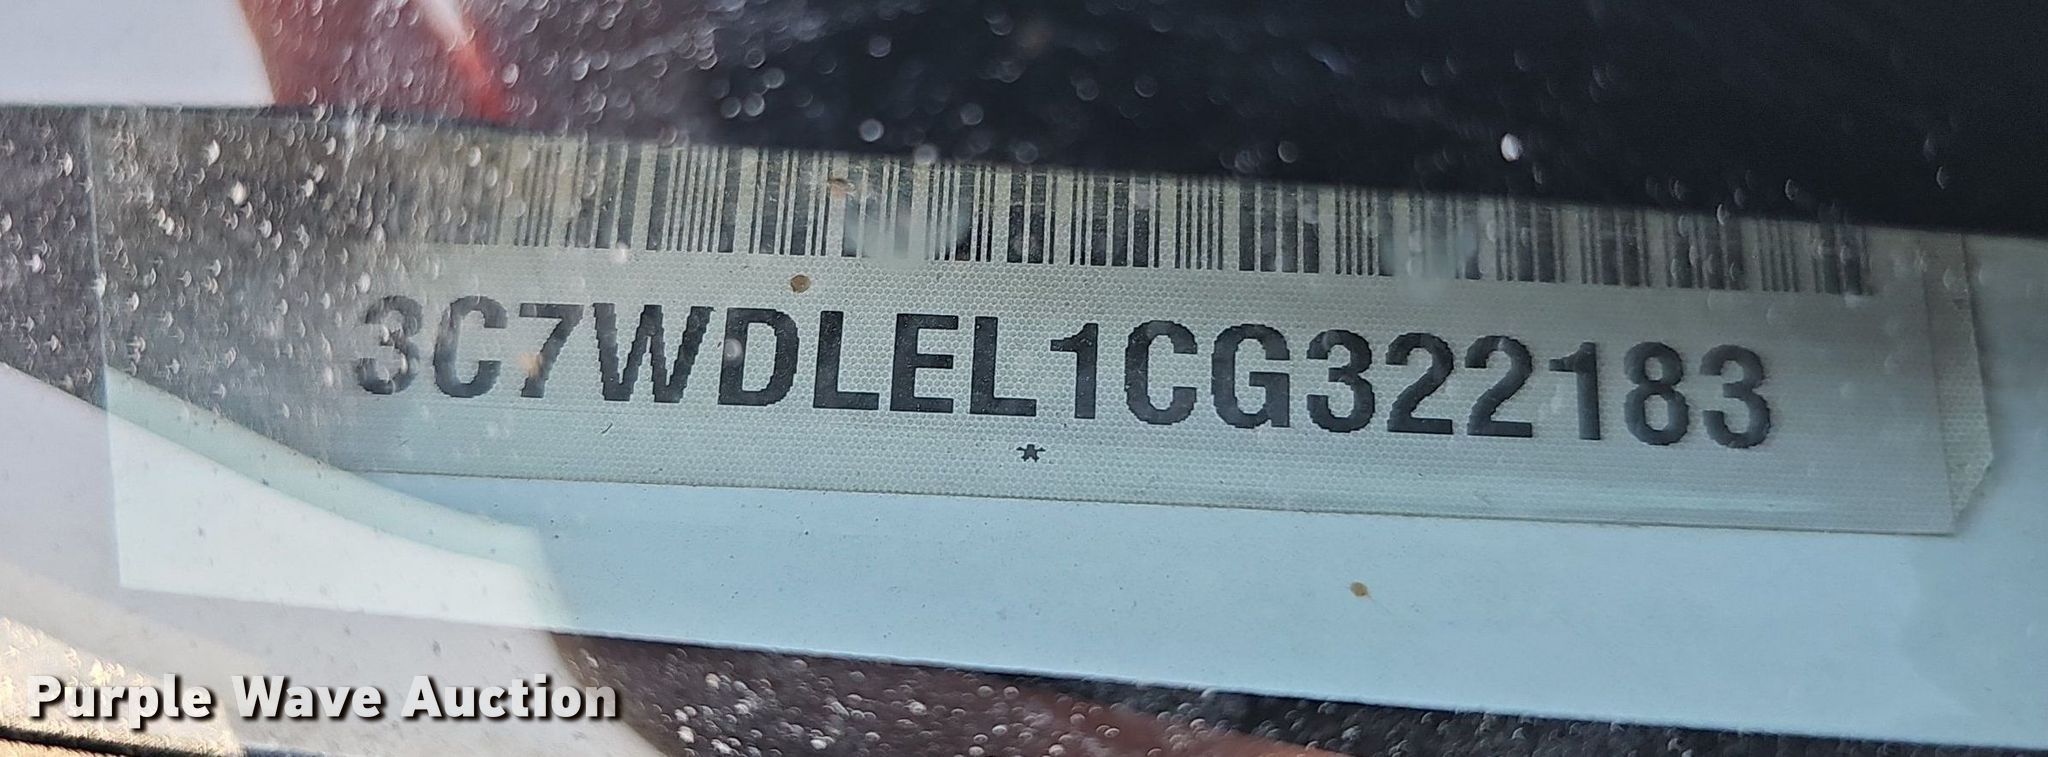 3C7WDLEL1CG322183
Purple Wave Auction